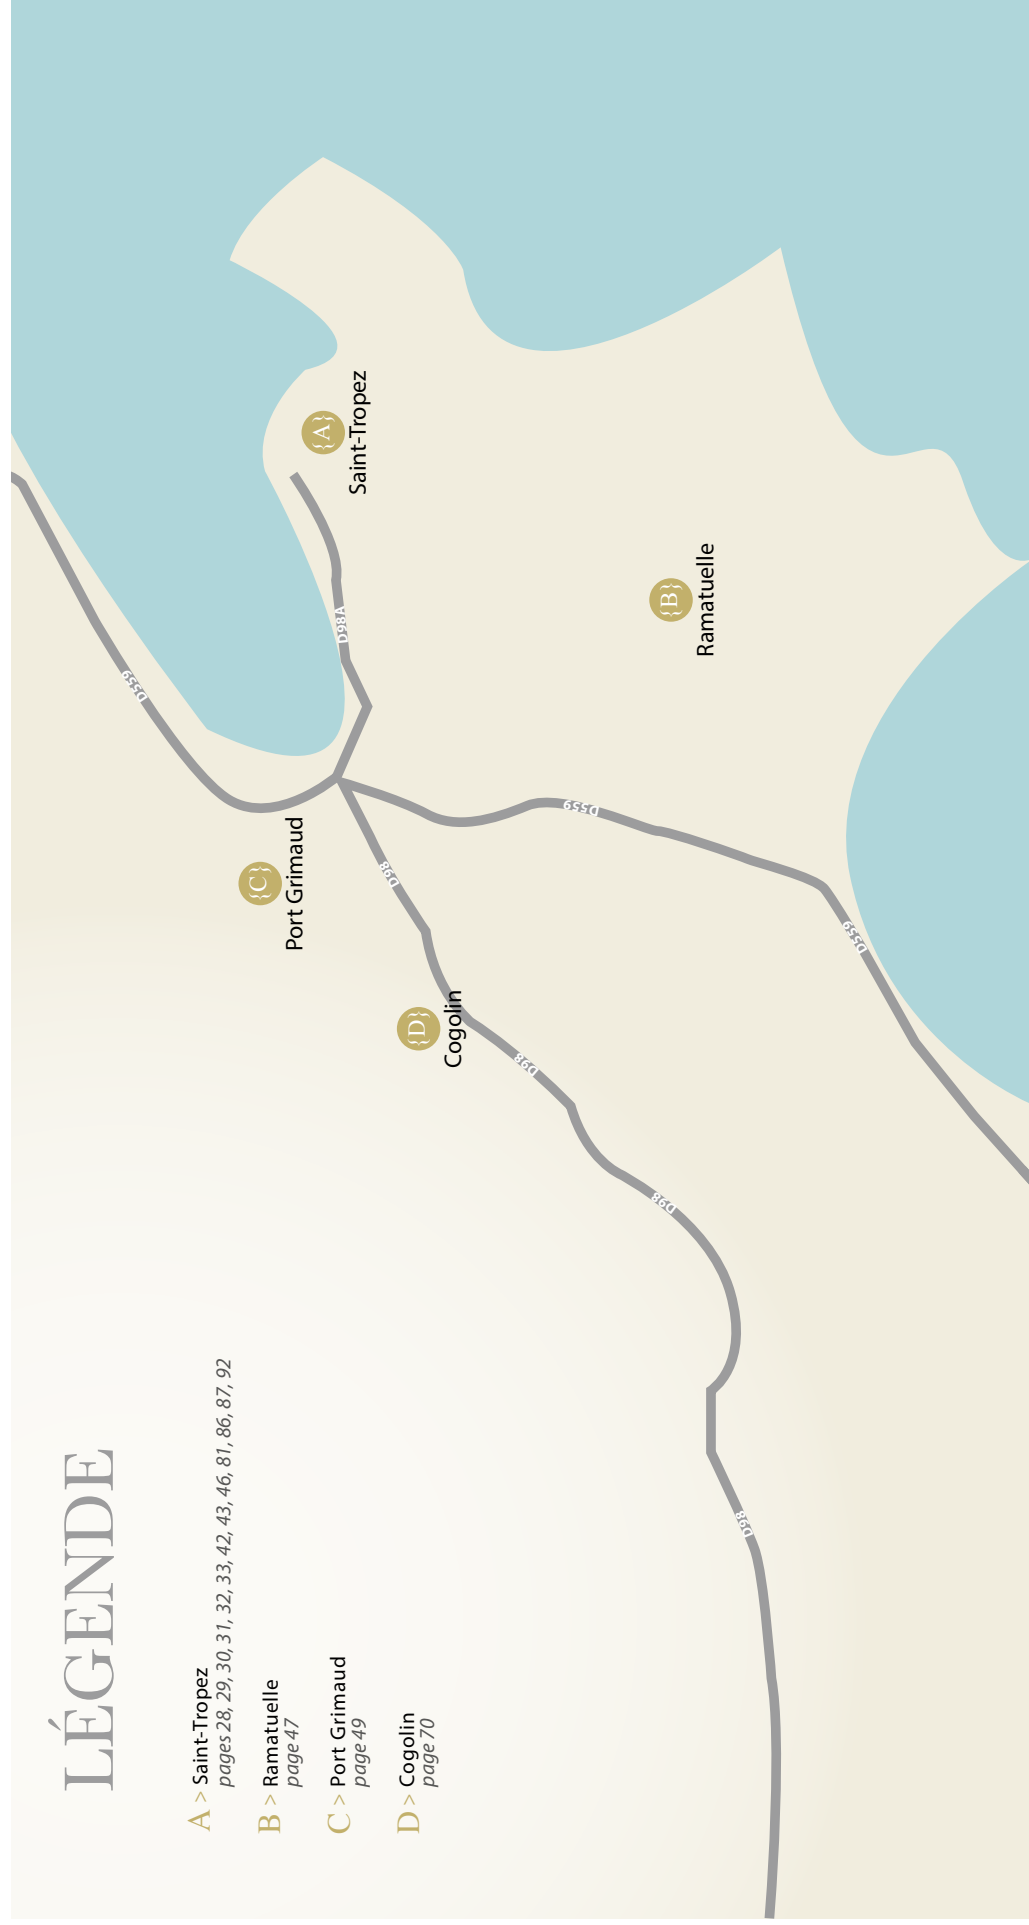 LÉGENDE
A > Saint-Tropez
pages 28, 29, 30, 31, 32, 33, 42, 43, 46, 81, 86, 87, 92
B > Ramatuelle
page 47
C > Port Grimaud
page 49
D > Cogolin
page 70
D559
{C}
Port Grimaud
{A}
Saint-Tropez
D98A
D98
{D}
Cogolin
D98
D559
{B}
Ramatuelle
D98
D98
D559